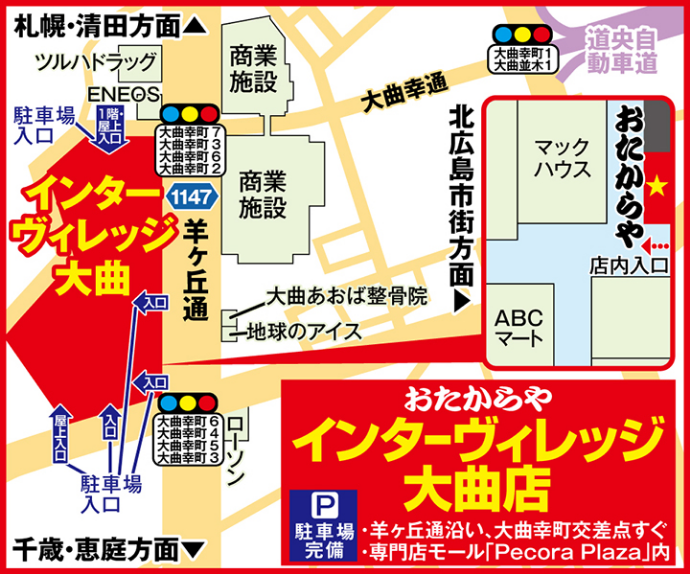 札幌・清田方面▲
ツルハドラッグ
ENEOS
駐車場
入口
1階・
屋上
入口
商業
施設
大曲幸町7
大曲幸町3
大曲幸町6
大曲幸町2
大曲幸通
大曲幸町1
大曲並木1
道央自
動車道
北広島市街方面▼
1147
羊ヶ丘通
商業
施設
インター
ヴィレッジ
大曲
マック
ハウス
おたからや
★
店内入口
ABC
マート
大曲あおば整骨院
地球のアイス
入口
入口
屋上入口
入口
駐車場
入口
大曲幸町6
大曲幸町4
大曲幸町5
大曲幸町3
ローソン
千歳・恵庭方面▼
おたからや
インターヴィレッジ
大曲店
P
駐車場
完備
・羊ヶ丘通沿い、大曲幸町交差点すぐ
・専門店モール「Pecora Plaza」内